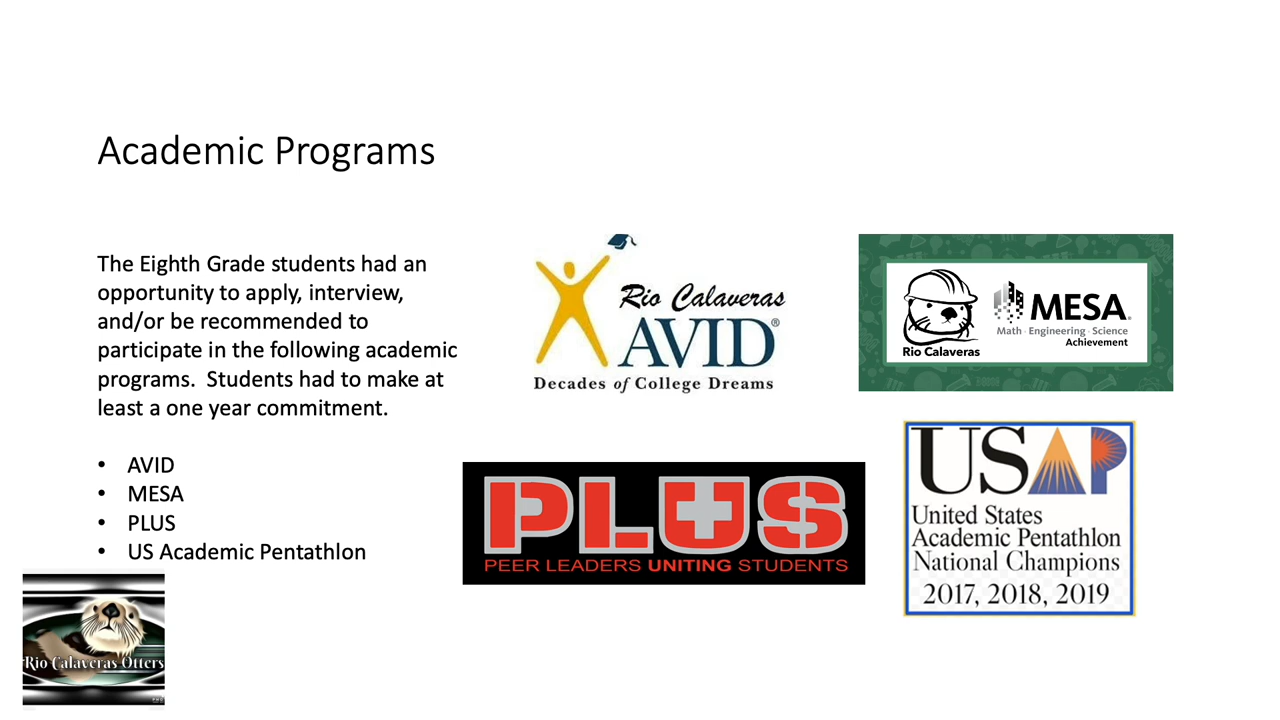 Academic Programs
The Eighth Grade students had an
opportunity to apply, interview,
and/or be recommended to
participate in the following academic
programs.  Students had to make at
least a one year commitment.
• AVID
• MESA
• PLUS
• US Academic Pentathlon
Rio Calaveras
AVID®
Decades of College Dreams
MESA.
Math · Engineering · Science
Achievement
Rio Calaveras
PLUS
PEER LEADERS UNITING STUDENTS
USAP
United States
Academic Pentathlon
National Champions
2017, 2018, 2019
Rio Calaveras Otters